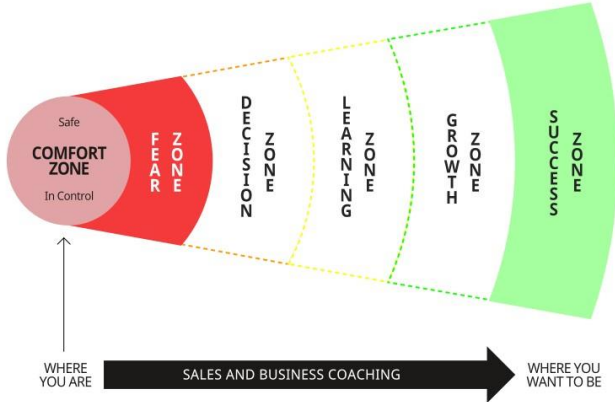 Safe
COMFORT
ZONE
In Control
FEAR
ZONE
DECISION
ZONE
LEARNING
ZONE
GROWTH
ZONE
SUCCESS
ZONE
WHERE
YOU ARE
SALES AND BUSINESS COACHING
WHERE YOU
WANT TO BE